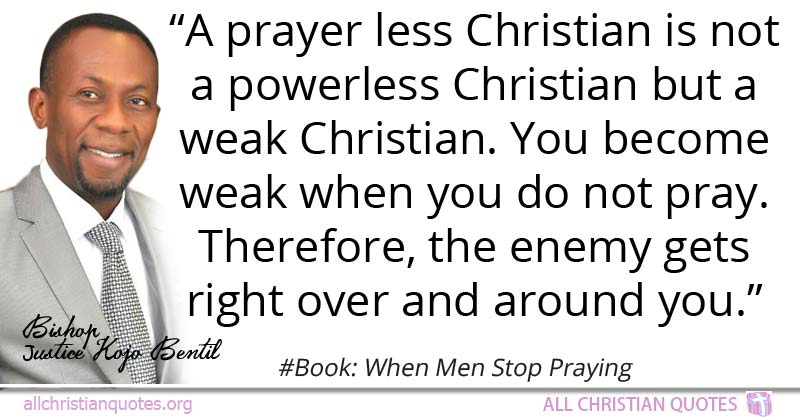 “A prayer less Christian is not
a powerless Christian but a
weak Christian. You become
weak when you do not pray.
Therefore, the enemy gets
right over and around you.”
Bishop
Justice Kojo Bentil
#Book: When Men Stop Praying
allchristianquotes.org
ALL CHRISTIAN QUOTES